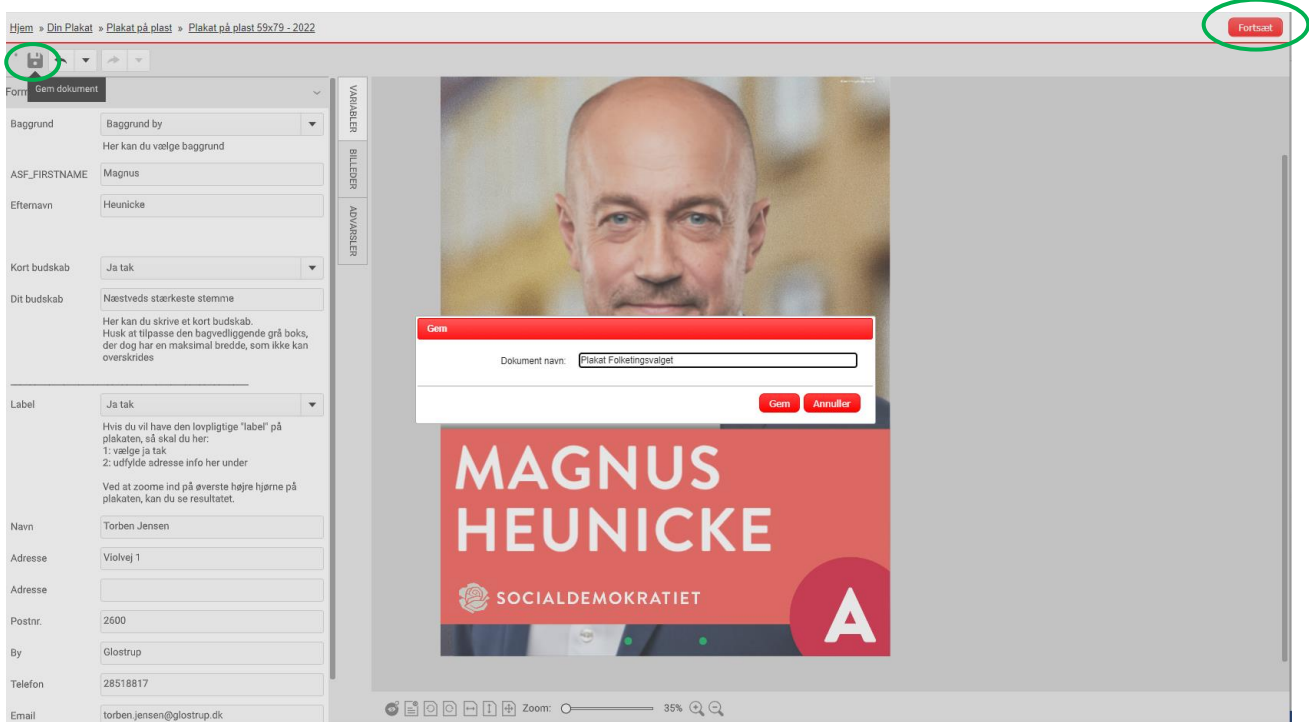 Hjem » Din Plakat » Plakat på plast » Plakat på plast 59x79 - 2022
Fortsæt
Gem dokument
Form
Baggrund
Baggrund by
Her kan du vælge baggrund
ASF_FIRSTNAME
Magnus
Efternavn
Heunicke
Kort budskab
Ja tak
Dit budskab
Næstveds stærkeste stemme
Her kan du skrive et kort budskab.
Husk at tilpasse den bagvedliggende grå boks,
der dog har en maksimal bredde, som ikke kan
overskrides
Label
Ja tak
Hvis du vil have den lovpligtige "label" på
plakaten, så skal du her:
1: vælge ja tak
2: udfylde adresse info her under
Ved at zoome ind på øverste højre hjørne på
plakaten, kan du se resultatet.
Navn
Torben Jensen
Adresse
Violvej 1
Adresse
Postnr.
2600
By
Glostrup
Telefon
28518817
Email
torben.jensen@glostrup.dk
VARIABLER
BILLEDER
ADVARSLER
Gem
Dokument navn:
Plakat Folketingsvalget
Gem
Annuller
MAGNUS
HEUNICKE
SOCIALDEMOKRATIET
A
Zoom:
35%